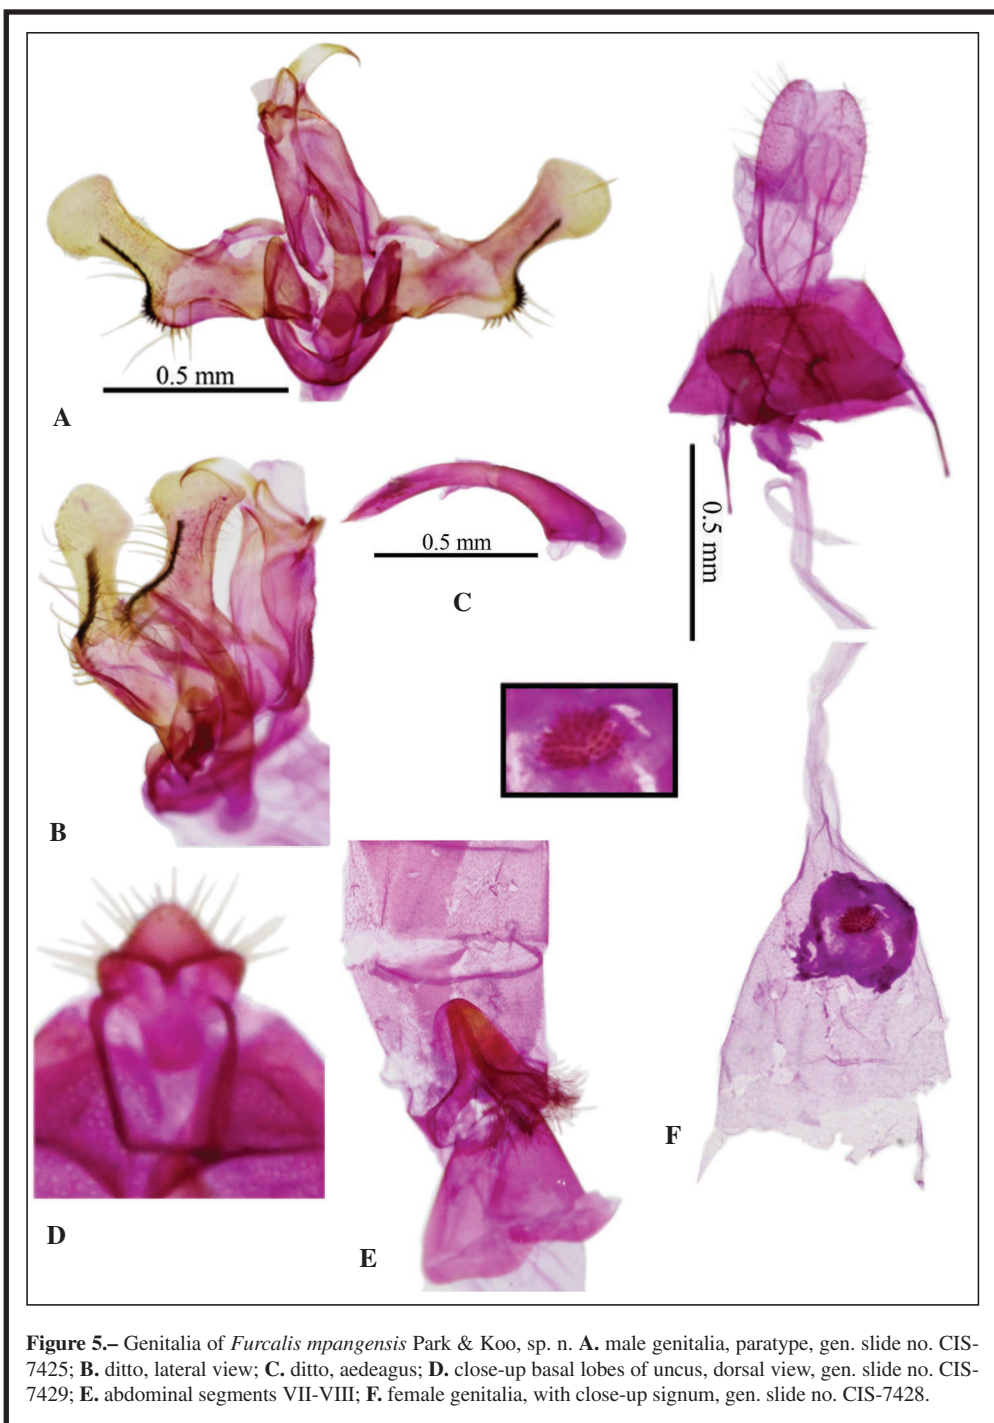 0.5 mm
A
0.5 mm
C
0.5 mm
B
D
E
F
Figure 5.– Genitalia of Furcalis mpangensis Park & Koo, sp. n. A. male genitalia, paratype, gen. slide no. CIS-
7425; B. ditto, lateral view; C. ditto, aedeagus; D. close-up basal lobes of uncus, dorsal view, gen. slide no. CIS-
7429; E. abdominal segments VII-VIII; F. female genitalia, with close-up signum, gen. slide no. CIS-7428.